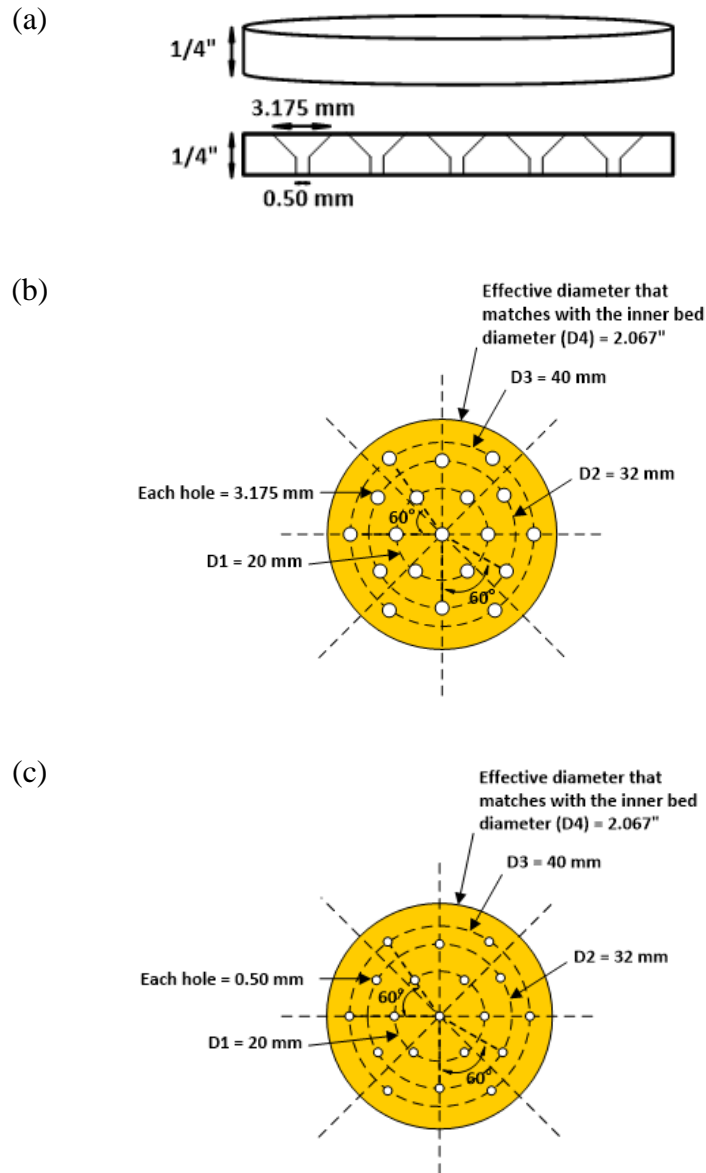 (a)
1/4"
3.175 mm
1/4"
0.50 mm
(b)
Effective diameter that
matches with the inner bed
diameter (D4) = 2.067"
D3 = 40 mm
D2 = 32 mm
Each hole = 3.175 mm
60°
D1 = 20 mm
60°
(c)
Effective diameter that
matches with the inner bed
diameter (D4) = 2.067"
D3 = 40 mm
D2 = 32 mm
Each hole = 0.50 mm
60°
D1 = 20 mm
60°